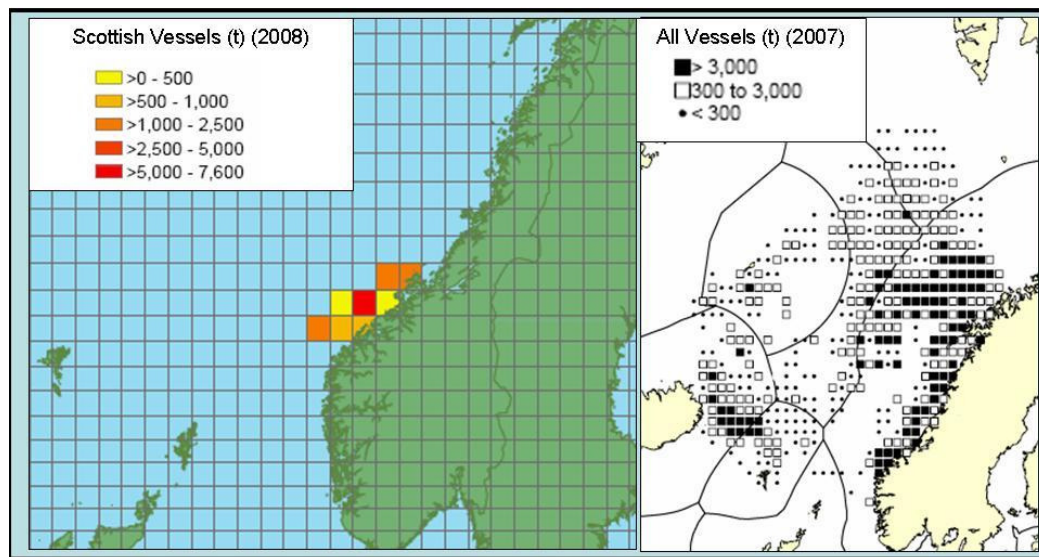 Scottish Vessels (t) (2008)
>0 - 500
>500 - 1,000
>1,000 - 2,500
>2,500 - 5,000
>5,000 - 7,600
All Vessels (t) (2007)
> 3,000
300 to 3,000
< 300